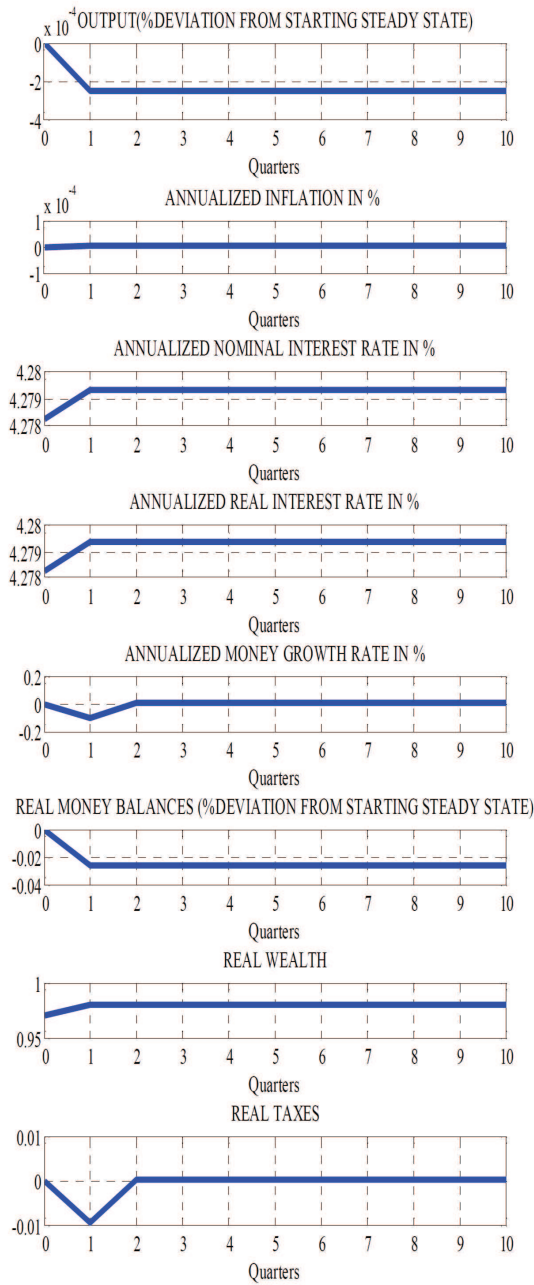 x 10^-4 OUTPUT(%DEVIATION FROM STARTING STEADY STATE)
0
-2
-4
0 1 2 3 4 5 6 7 8 9 10
Quarters
ANNUALIZED INFLATION IN %
x 10^-4
1
0
-1
0 1 2 3 4 5 6 7 8 9 10
Quarters
ANNUALIZED NOMINAL INTEREST RATE IN %
4.28
4.279
4.278
0 1 2 3 4 5 6 7 8 9 10
Quarters
ANNUALIZED REAL INTEREST RATE IN %
4.28
4.279
4.278
0 1 2 3 4 5 6 7 8 9 10
Quarters
ANNUALIZED MONEY GROWTH RATE IN %
0.2
0
-0.2
0 1 2 3 4 5 6 7 8 9 10
Quarters
REAL MONEY BALANCES (%DEVIATION FROM STARTING STEADY STATE)
0
-0.02
-0.04
0 1 2 3 4 5 6 7 8 9 10
Quarters
REAL WEALTH
1
0.95
0 1 2 3 4 5 6 7 8 9 10
Quarters
REAL TAXES
0.01
0
-0.01
0 1 2 3 4 5 6 7 8 9 10
Quarters